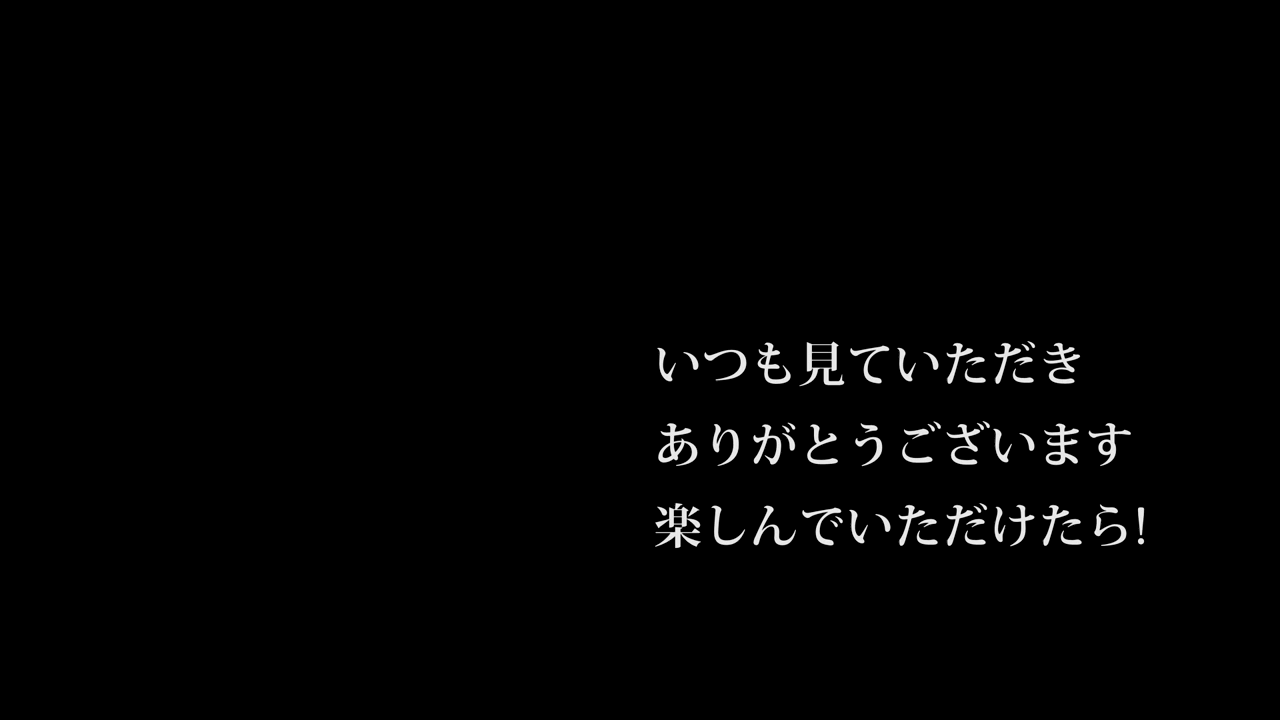 いつも見ていただき
ありがとうございます
楽しんでいただけたら!